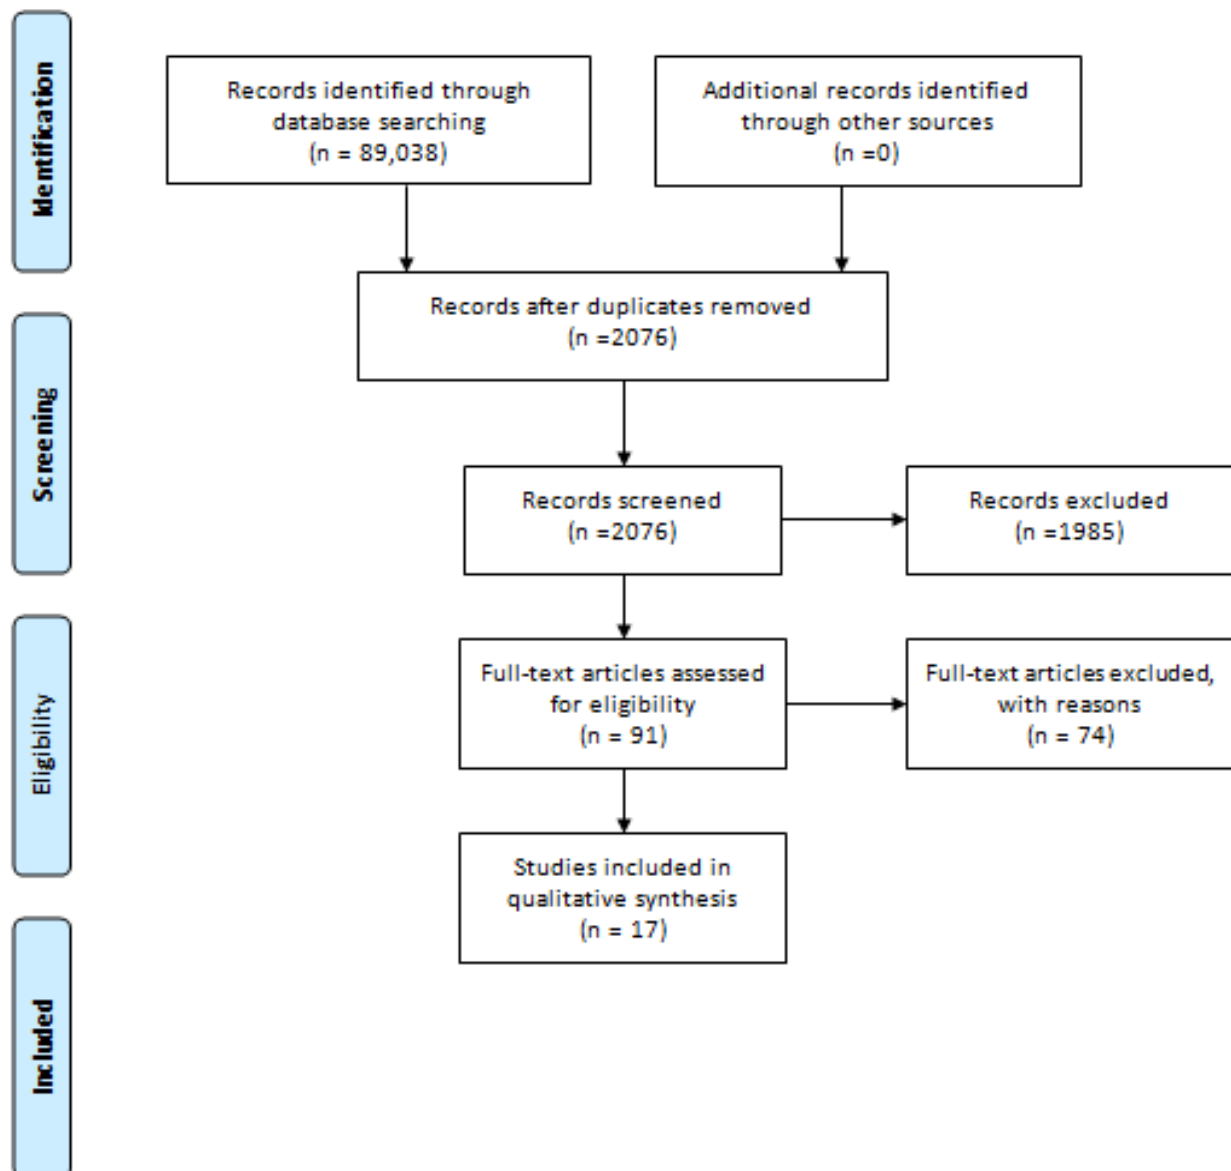 Identification
Records identified through
database searching
(n = 89,038)
Additional records identified
through other sources
(n =0)
Records after duplicates removed
(n =2076)
Screening
Records screened
(n =2076)
Records excluded
(n =1985)
Eligibility
Full-text articles assessed
for eligibility
(n = 91)
Full-text articles excluded,
with reasons
(n = 74)
Studies included in
qualitative synthesis
(n = 17)
Included